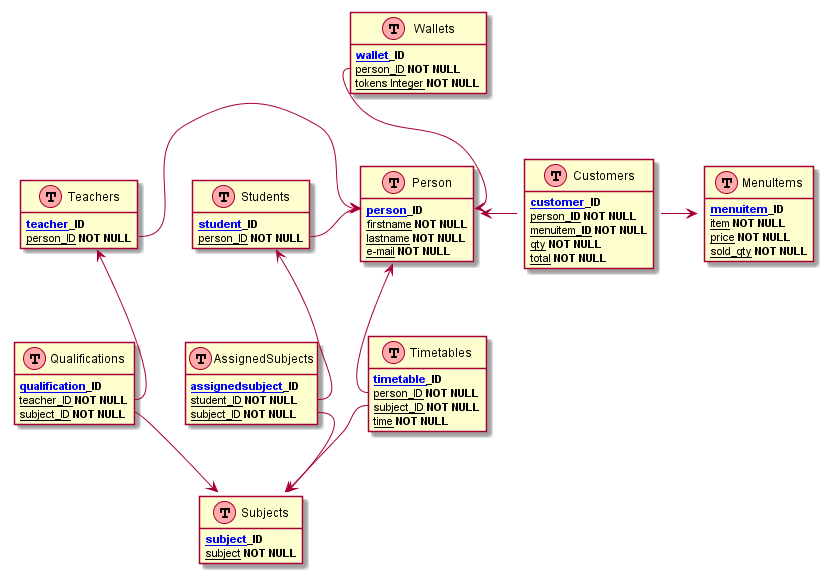 T Wallets
wallet_ID
person_ID NOT NULL
tokens Integer NOT NULL
T Teachers
teacher_ID
person_ID NOT NULL
T Students
student_ID
person_ID NOT NULL
T Person
person_ID
firstname NOT NULL
lastname NOT NULL
e-mail NOT NULL
T Customers
customer_ID
person_ID NOT NULL
menuitem_ID NOT NULL
qty NOT NULL
total NOT NULL
T MenuItems
menuitem_ID
item NOT NULL
price NOT NULL
sold_qty NOT NULL
T Qualifications
qualification_ID
teacher_ID NOT NULL
subject_ID NOT NULL
T AssignedSubjects
assignedsubject_ID
student_ID NOT NULL
subject_ID NOT NULL
T Timetables
timetable_ID
person_ID NOT NULL
subject_ID NOT NULL
time NOT NULL
T Subjects
subject_ID
subject NOT NULL